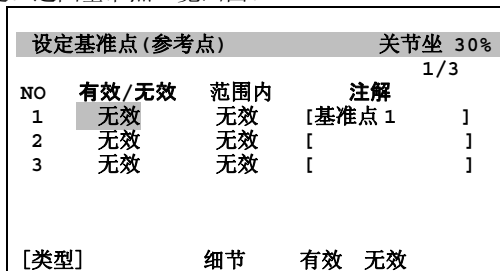 设定基准点(参考点) 关节坐 30%
1/3
NO 有效/无效 范围内 注解
1 无效 无效 [基准点1 ]
2 无效 无效 [ ]
3 无效 无效 [ ]
[类型] 细节 有效 无效